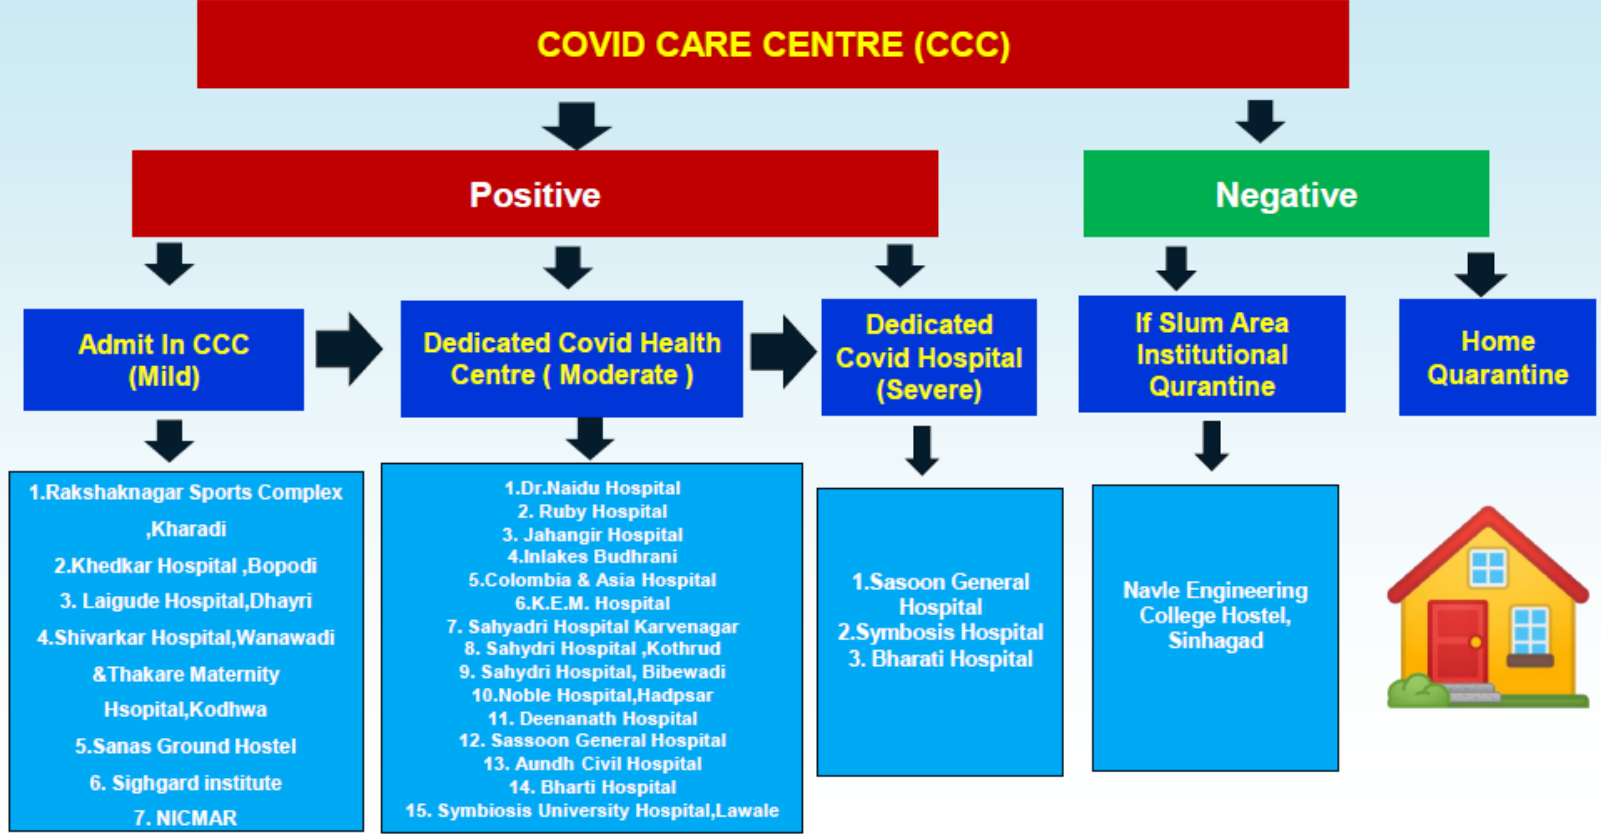 COVID CARE CENTRE (CCC)
Positive
Negative
Admit In CCC
(Mild)
Dedicated Covid Health
Centre ( Moderate )
Dedicated
Covid Hospital
(Severe)
If Slum Area
Institutional
Qurantine
Home
Quarantine
1.Rakshaknagar Sports Complex
,Kharadi
2.Khedkar Hospital ,Bopodi
3. Laigude Hospital,Dhayri
4.Shivarkar Hospital,Wanawadi
&Thakare Maternity
Hsopital,Kodhwa
5.Sanas Ground Hostel
6. Sighgard institute
7. NICMAR
1.Dr.Naidu Hospital
2. Ruby Hospital
3. Jahangir Hospital
4.Inlakes Budhrani
5.Colombia & Asia Hospital
6.K.E.M. Hospital
7. Sahyadri Hospital Karvenagar
8. Sahydri Hospital ,Kothrud
9. Sahydri Hospital, Bibewadi
10.Noble Hospital,Hadpsar
11. Deenanath Hospital
12. Sassoon General Hospital
13. Aundh Civil Hospital
14. Bharti Hospital
15. Symbiosis University Hospital,Lawale
1.Sasoon General
Hospital
2.Symbosis Hospital
3. Bharati Hospital
Navle Engineering
College Hostel,
Sinhagad